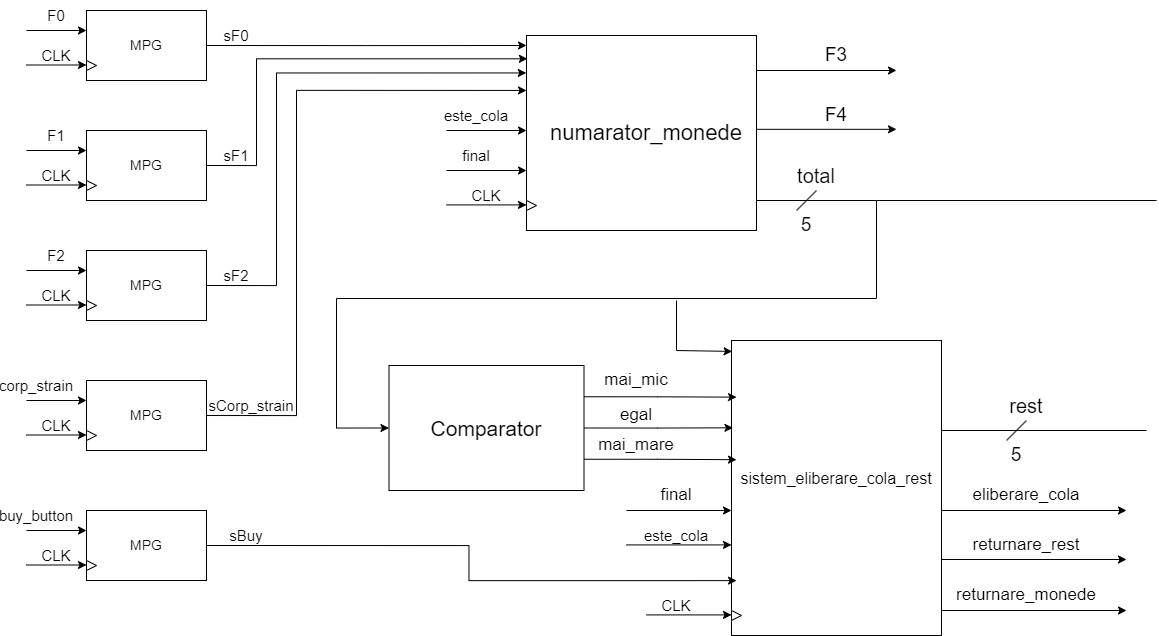 F0
CLK
MPG
sF0
F1
CLK
MPG
sF1
F2
CLK
MPG
sF2
corp_strain
CLK
MPG
sCorp_strain
buy_button
CLK
MPG
sBuy
este_cola
final
CLK
numarator_monede
F3
F4
total
5
Comparator
mai_mic
egal
mai_mare
final
este_cola
CLK
sistem_eliberare_cola_rest
rest
5
eliberare_cola
returnare_rest
returnare_monede